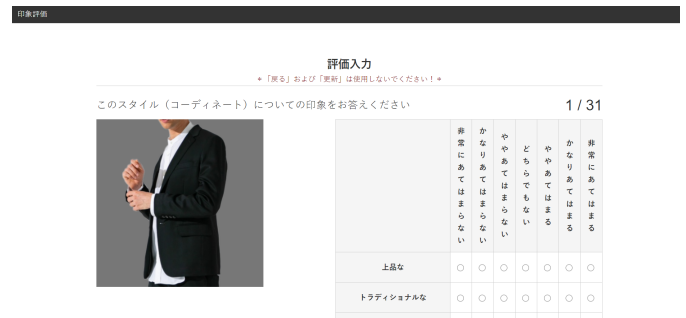 印象評価
評価入力
＊「戻る」および「更新」は使用しないでください！＊
このスタイル（コーディネート）についての印象をお答えください
1 / 31
非常にあてはまらない
かなりあてはまらない
ややあてはまらない
どちらでもない
ややあてはまる
かなりあてはまる
非常にあてはまる
上品な
トラディショナルな